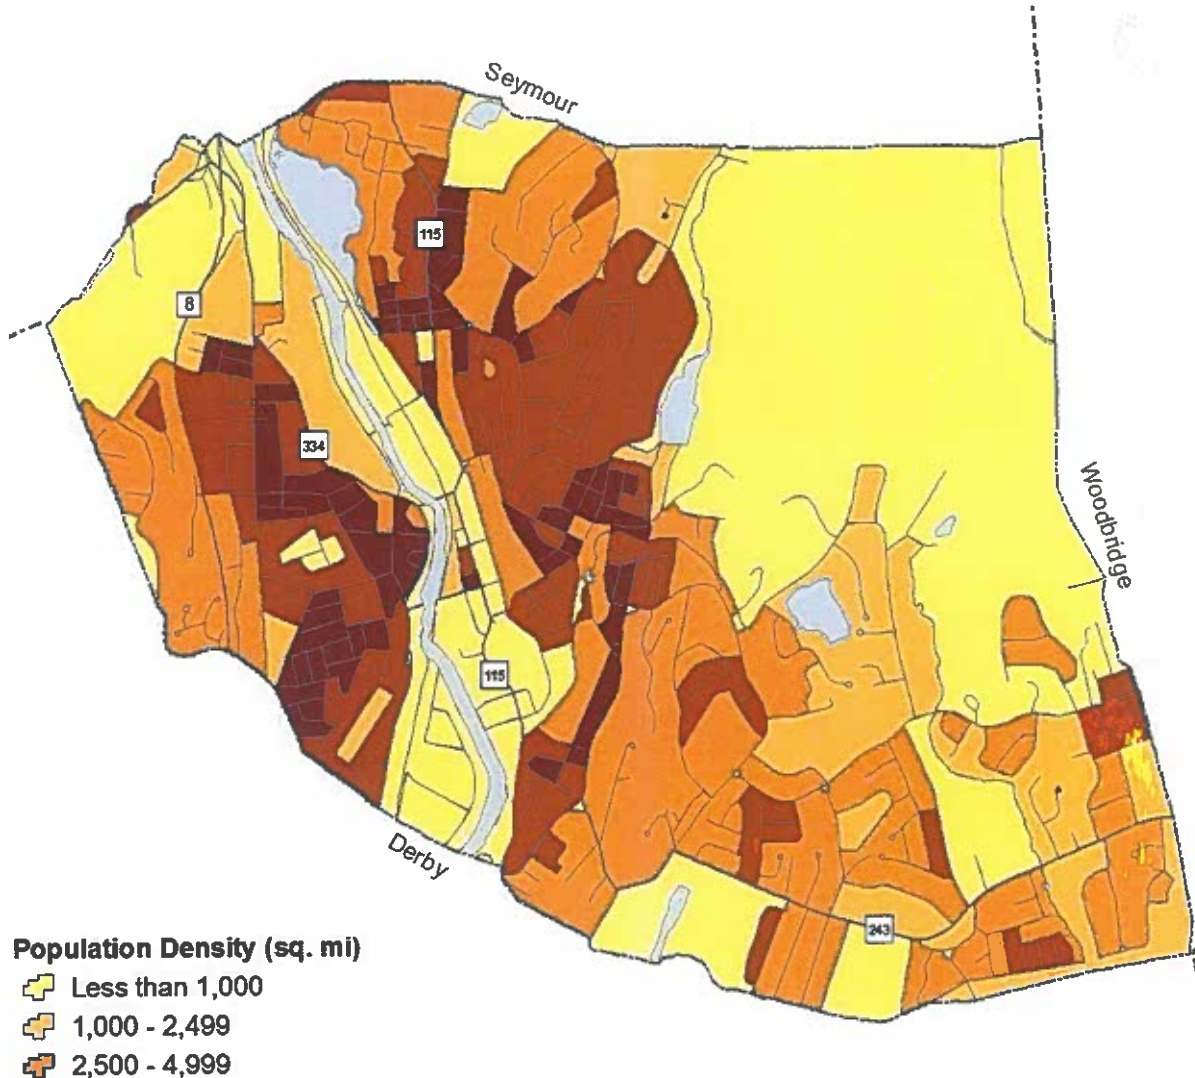 Seymour
115
8
334
Woodbridge
115
Derby
243
Population Density (sq. mi)
Less than 1,000
1,000 - 2,499
2,500 - 4,999